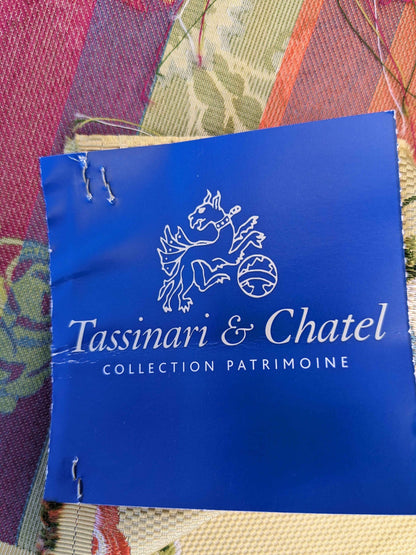 Tassinari & Chatel
COLLECTION PATRIMOINE